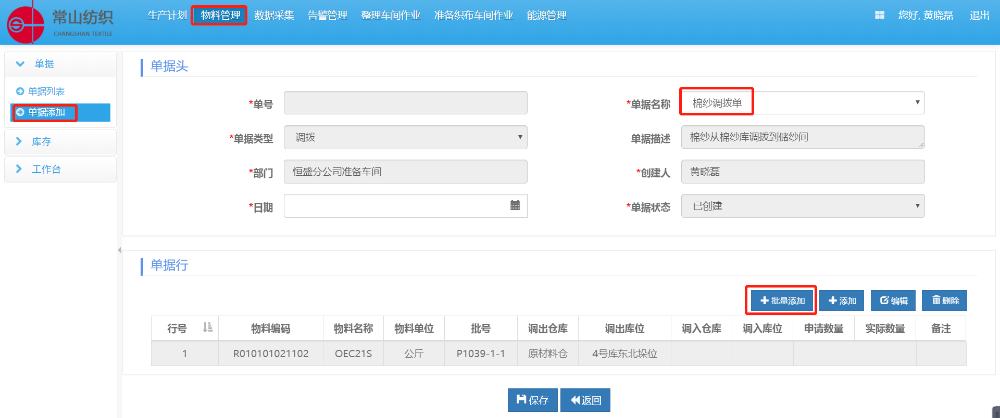 常山纺织
CHANGSHAN TEXTILE
生产计划 物料管理 数据采集 告警管理 整理车间作业 准备织布车间作业 能源管理
您好, 黄晓磊 退出
单据
单据列表
单据添加
库存
工作台
单据头
*单号
*单据名称 棉纱调拨单
*单据类型 调拨
单据描述 棉纱从棉纱库调拨到储纱间
*部门 恒盛分公司准备车间
*创建人 黄晓磊
*日期
*单据状态 已创建
单据行
批量添加 添加 编辑 删除
行号 物料编码 物料名称 物料单位 批号 调出仓库 调出库位 调入仓库 调入库位 申请数量 实际数量 备注
1 R010101021102 OEC21S 公斤 P1039-1-1 原材料仓 4号库东北垛位
保存 返回